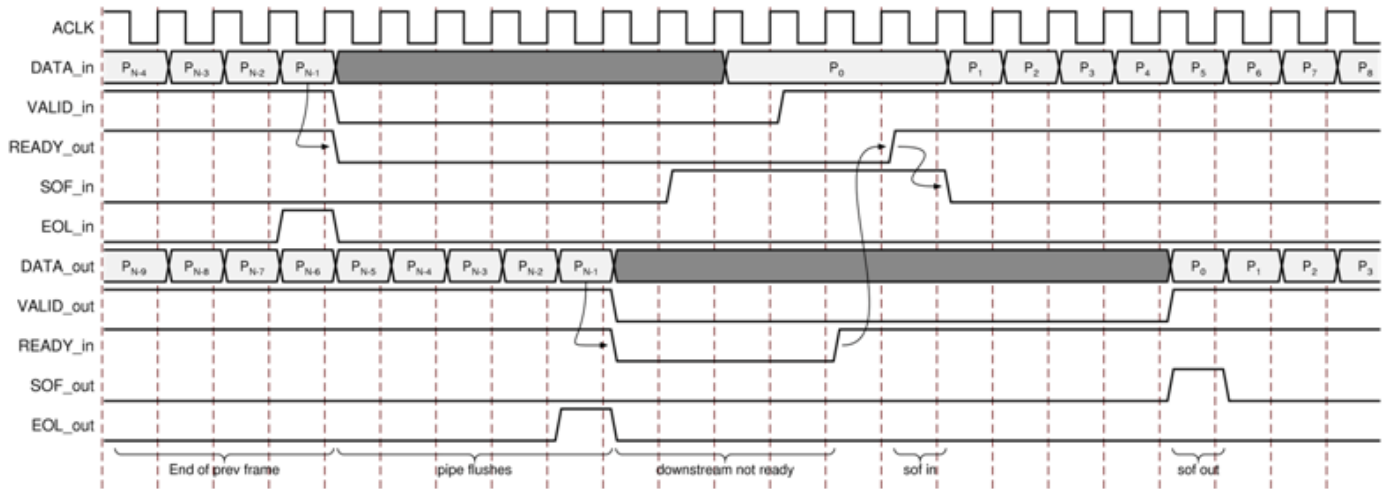 ACLK
DATA_in P_N-4 P_N-3 P_N-2 P_N-1 P_0 P_1 P_2 P_3 P_4 P_5 P_6 P_7 P_8
VALID_in
READY_out
SOF_in
EOL_in
DATA_out P_N-9 P_N-8 P_N-7 P_N-6 P_N-5 P_N-4 P_N-3 P_N-2 P_N-1 P_0 P_1 P_2 P_3
VALID_out
READY_in
SOF_out
EOL_out
End of prev frame pipe flushes downstream not ready sof in sof out